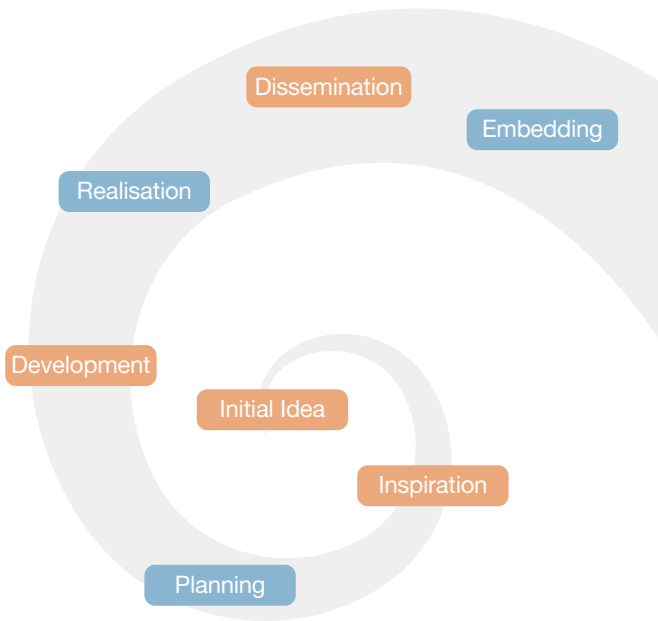 Dissemination
Embedding
Realisation
Development
Initial Idea
Inspiration
Planning